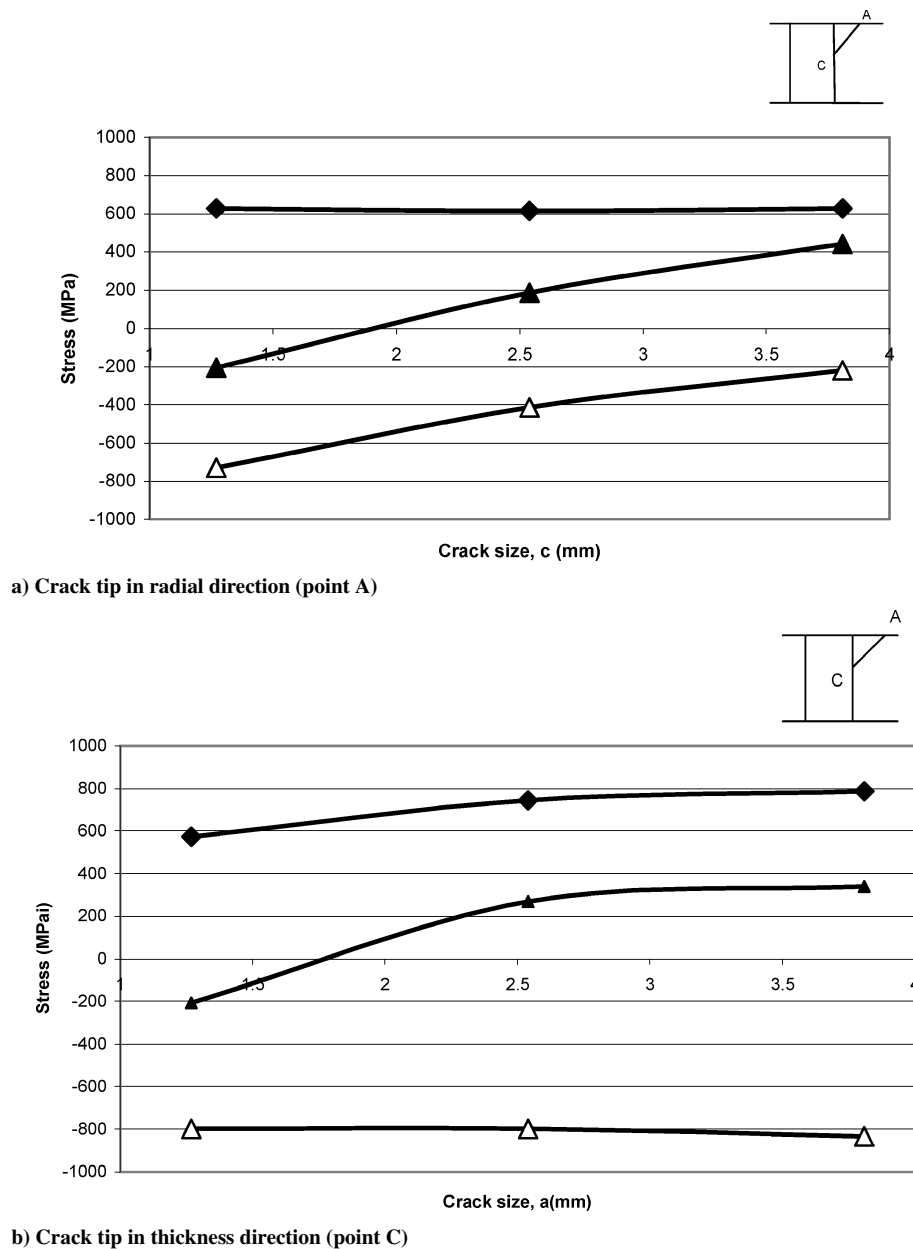 A
C
1000
800
600
400
200
0
-200
-400
-600
-800
-1000
1 1.5 2 2.5 3 3.5 4
Stress (MPa)
Crack size, c (mm)
a) Crack tip in radial direction (point A)
A
C
1000
800
600
400
200
0
-200
-400
-600
-800
-1000
1 1.5 2 2.5 3 3.5 4
Stress (MPai)
Crack size, a(mm)
b) Crack tip in thickness direction (point C)